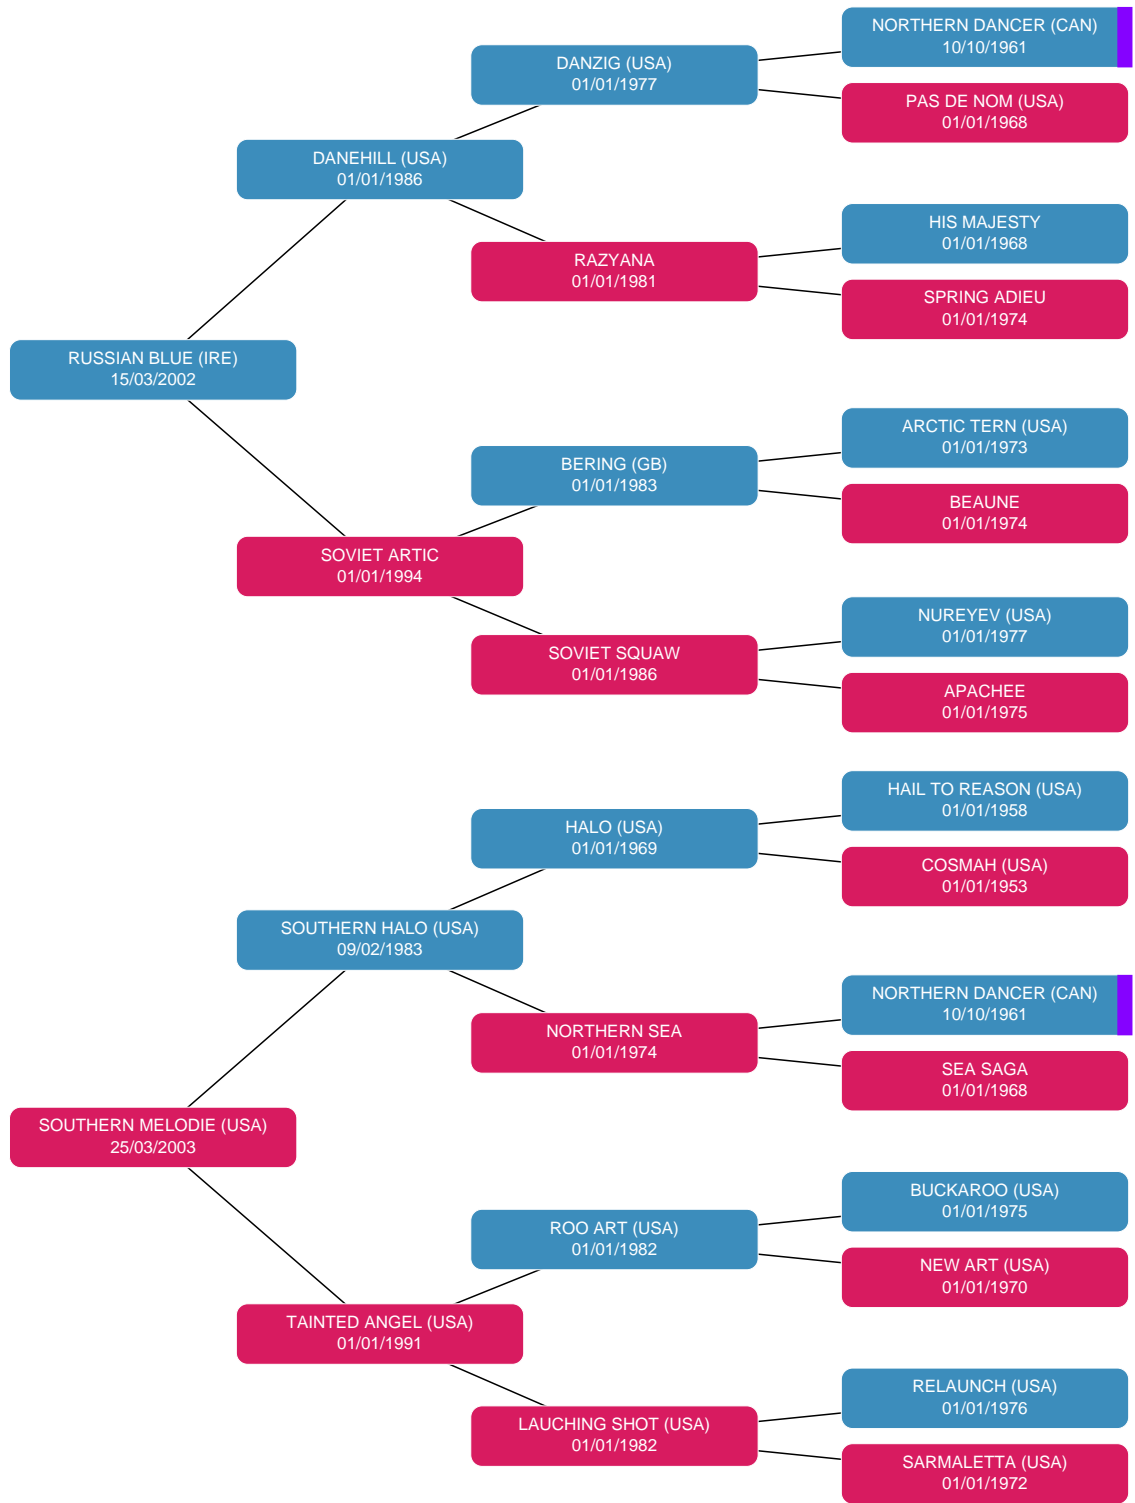 NORTHERN DANCER (CAN)
10/10/1961
DANZIG (USA)
01/01/1977
PAS DE NOM (USA)
01/01/1968
DANEHILL (USA)
01/01/1986
HIS MAJESTY
01/01/1968
RAZYANA
01/01/1981
SPRING ADIEU
01/01/1974
RUSSIAN BLUE (IRE)
15/03/2002
ARCTIC TERN (USA)
01/01/1973
BERING (GB)
01/01/1983
BEAUNE
01/01/1974
SOVIET ARTIC
01/01/1994
NUREYEV (USA)
01/01/1977
SOVIET SQUAW
01/01/1986
APACHEE
01/01/1975
HAIL TO REASON (USA)
01/01/1958
HALO (USA)
01/01/1969
COSMAH (USA)
01/01/1953
SOUTHERN HALO (USA)
09/02/1983
NORTHERN DANCER (CAN)
10/10/1961
NORTHERN SEA
01/01/1974
SEA SAGA
01/01/1968
SOUTHERN MELODIE (USA)
25/03/2003
BUCKAROO (USA)
01/01/1975
ROO ART (USA)
01/01/1982
NEW ART (USA)
01/01/1970
TAINTED ANGEL (USA)
01/01/1991
RELAUNCH (USA)
01/01/1976
LAUCHING SHOT (USA)
01/01/1982
SARMALETTA (USA)
01/01/1972